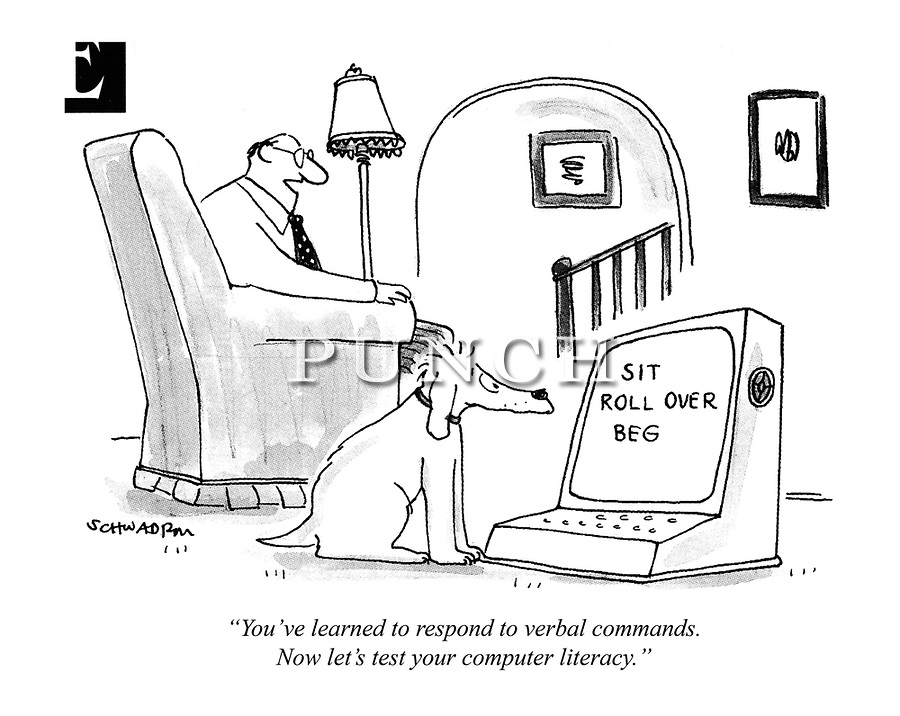 PUNCH
SIT
ROLL OVER
BEG
SCHWADRON
“You’ve learned to respond to verbal commands.
Now let’s test your computer literacy.”